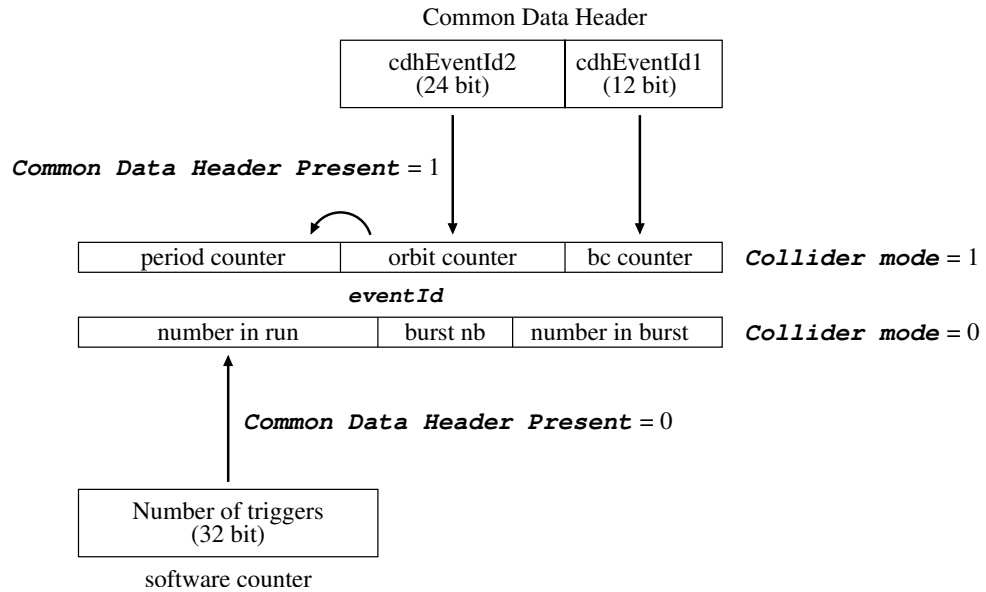 Common Data Header
cdhEventId2 cdhEventId1
(24 bit) (12 bit)
Common Data Header Present = 1
period counter orbit counter bc counter Collider mode = 1
eventId
number in run burst nb number in burst Collider mode = 0
Common Data Header Present = 0
Number of triggers
(32 bit)
software counter